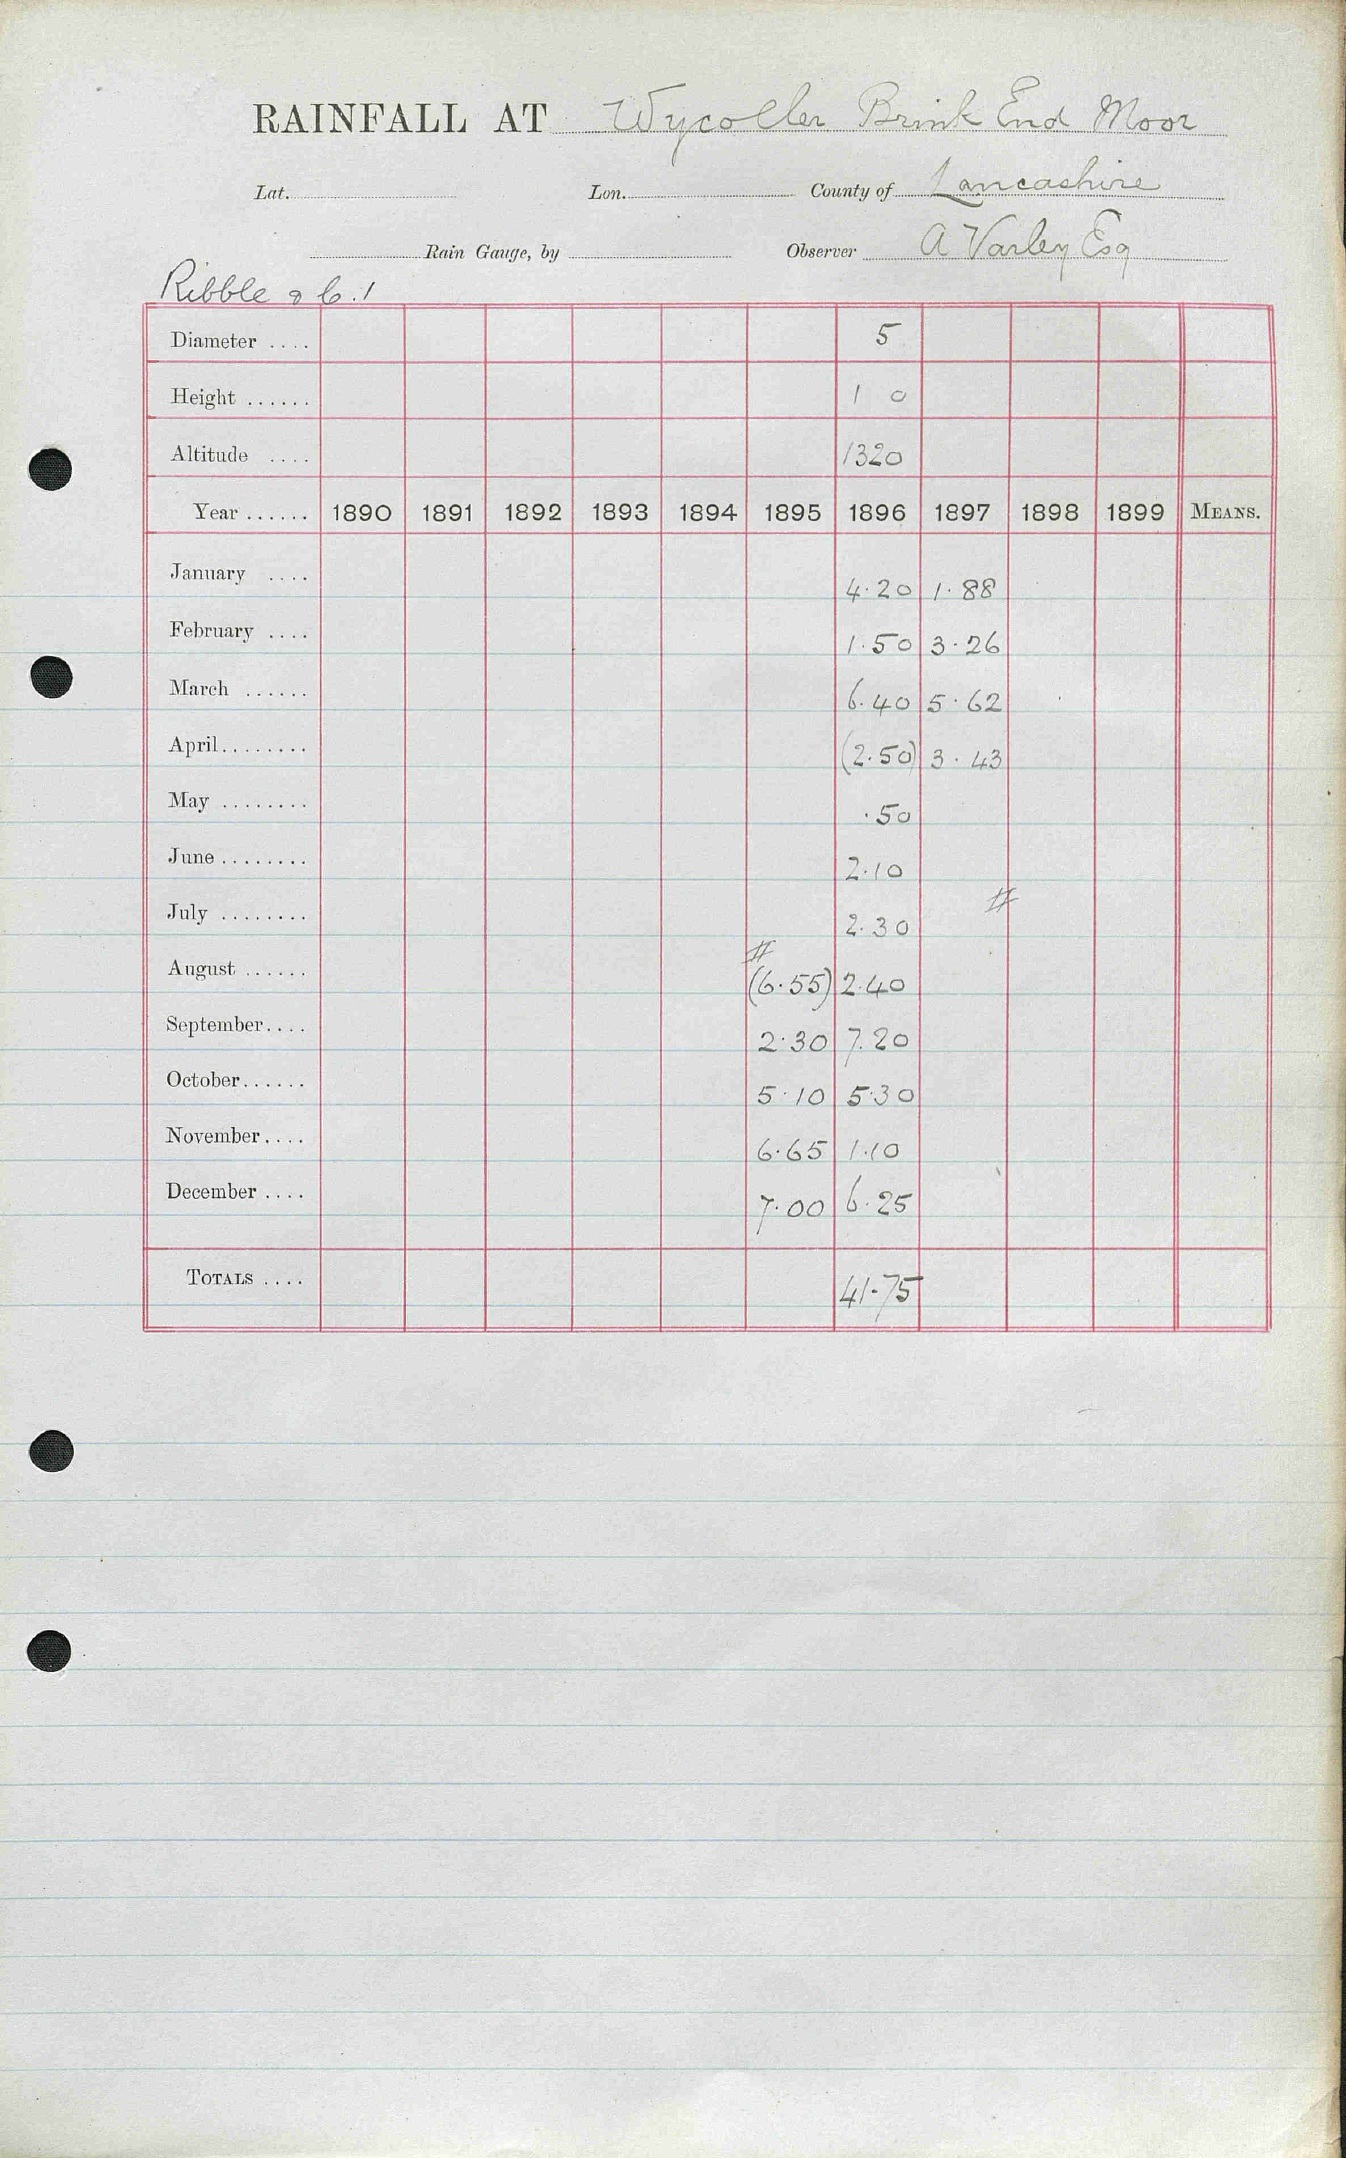 RAINFALL AT Wycoller Brink End Moor
Lat. Lon. County of Lancashire
Rain Gauge, by Observer A Varley Esq
Ribble & C. 1
Diameter .... 5
Height ...... 1 0
Altitude .... 1320
Year ...... 1890 1891 1892 1893 1894 1895 1896 1897 1898 1899 MEANS.
January .... 4.20 1.88
February .... 1.50 3.26
March ...... 6.40 5.62
April........ (2.50) 3.43
May ........ .50
June ........ 2.10
July ........ 2.30 #
August ...... # (6.55) 2.40
September.... 2.30 7.20
October...... 5.10 5.30
November.... 6.65 1.10
December .... 7.00 6.25
TOTALS .... 41.75